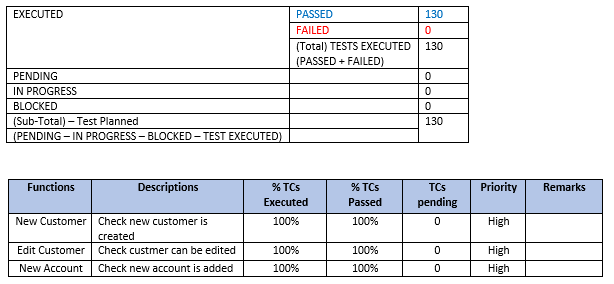 EXECUTED PASSED 130
FAILED 0
(Total) TESTS EXECUTED 130
(PASSED + FAILED)
PENDING 0
IN PROGRESS 0
BLOCKED 0
(Sub-Total) – Test Planned 130
(PENDING – IN PROGRESS – BLOCKED – TEST EXECUTED)
Functions Descriptions % TCs Executed % TCs Passed TCs pending Priority Remarks
New Customer Check new customer is created 100% 100% 0 High
Edit Customer Check custmer can be edited 100% 100% 0 High
New Account Check new account is added 100% 100% 0 High